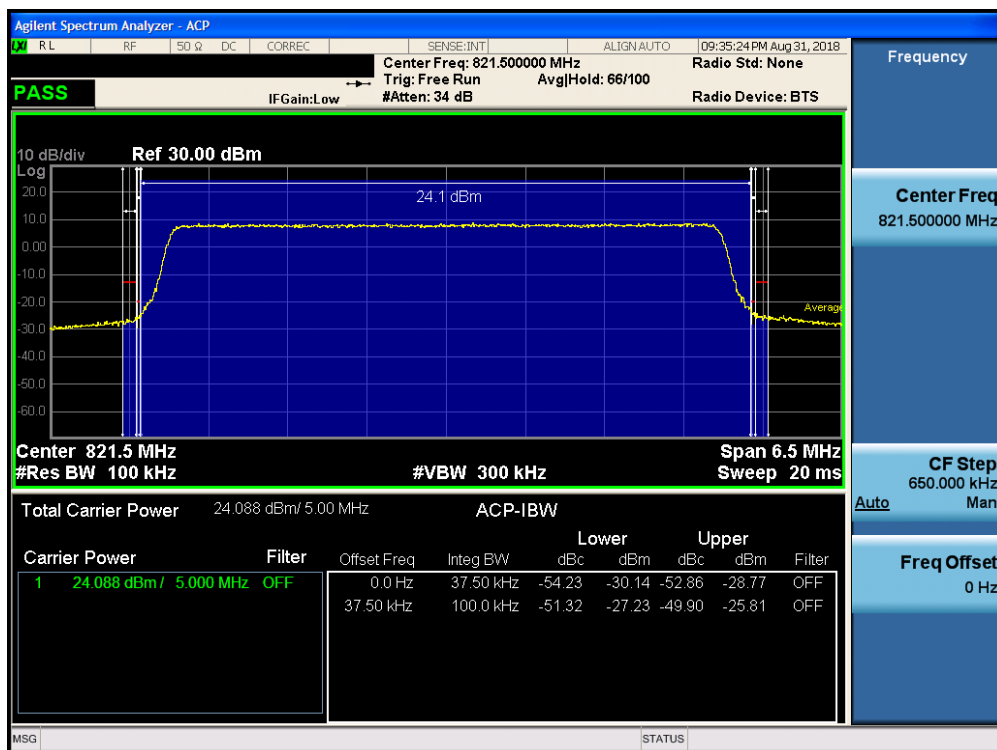 Agilent Spectrum Analyzer - ACP
LXI RL RF 50 Ω DC CORREC SENSE:INT ALIGN AUTO 09:35:24 PM Aug 31, 2018
Center Freq: 821.500000 MHz Radio Std: None
Trig: Free Run Avg|Hold: 66/100
PASS IFGain:Low #Atten: 34 dB Radio Device: BTS
Frequency
10 dB/div Ref 30.00 dBm
Log
24.1 dBm
20.0
10.0
0.00
-10.0
-20.0
Average
-30.0
-40.0
-50.0
-60.0
Center 821.5 MHz Span 6.5 MHz
#Res BW 100 kHz #VBW 300 kHz Sweep 20 ms
Center Freq
821.500000 MHz
CF Step
650.000 kHz
Auto Man
Freq Offset
0 Hz
Total Carrier Power 24.088 dBm/ 5.00 MHz ACP-IBW
Lower Upper
Carrier Power Filter Offset Freq Integ BW dBc dBm dBc dBm Filter
1 24.088 dBm / 5.000 MHz OFF 0.0 Hz 37.50 kHz -54.23 -30.14 -52.86 -28.77 OFF
37.50 kHz 100.0 kHz -51.32 -27.23 -49.90 -25.81 OFF
MSG STATUS